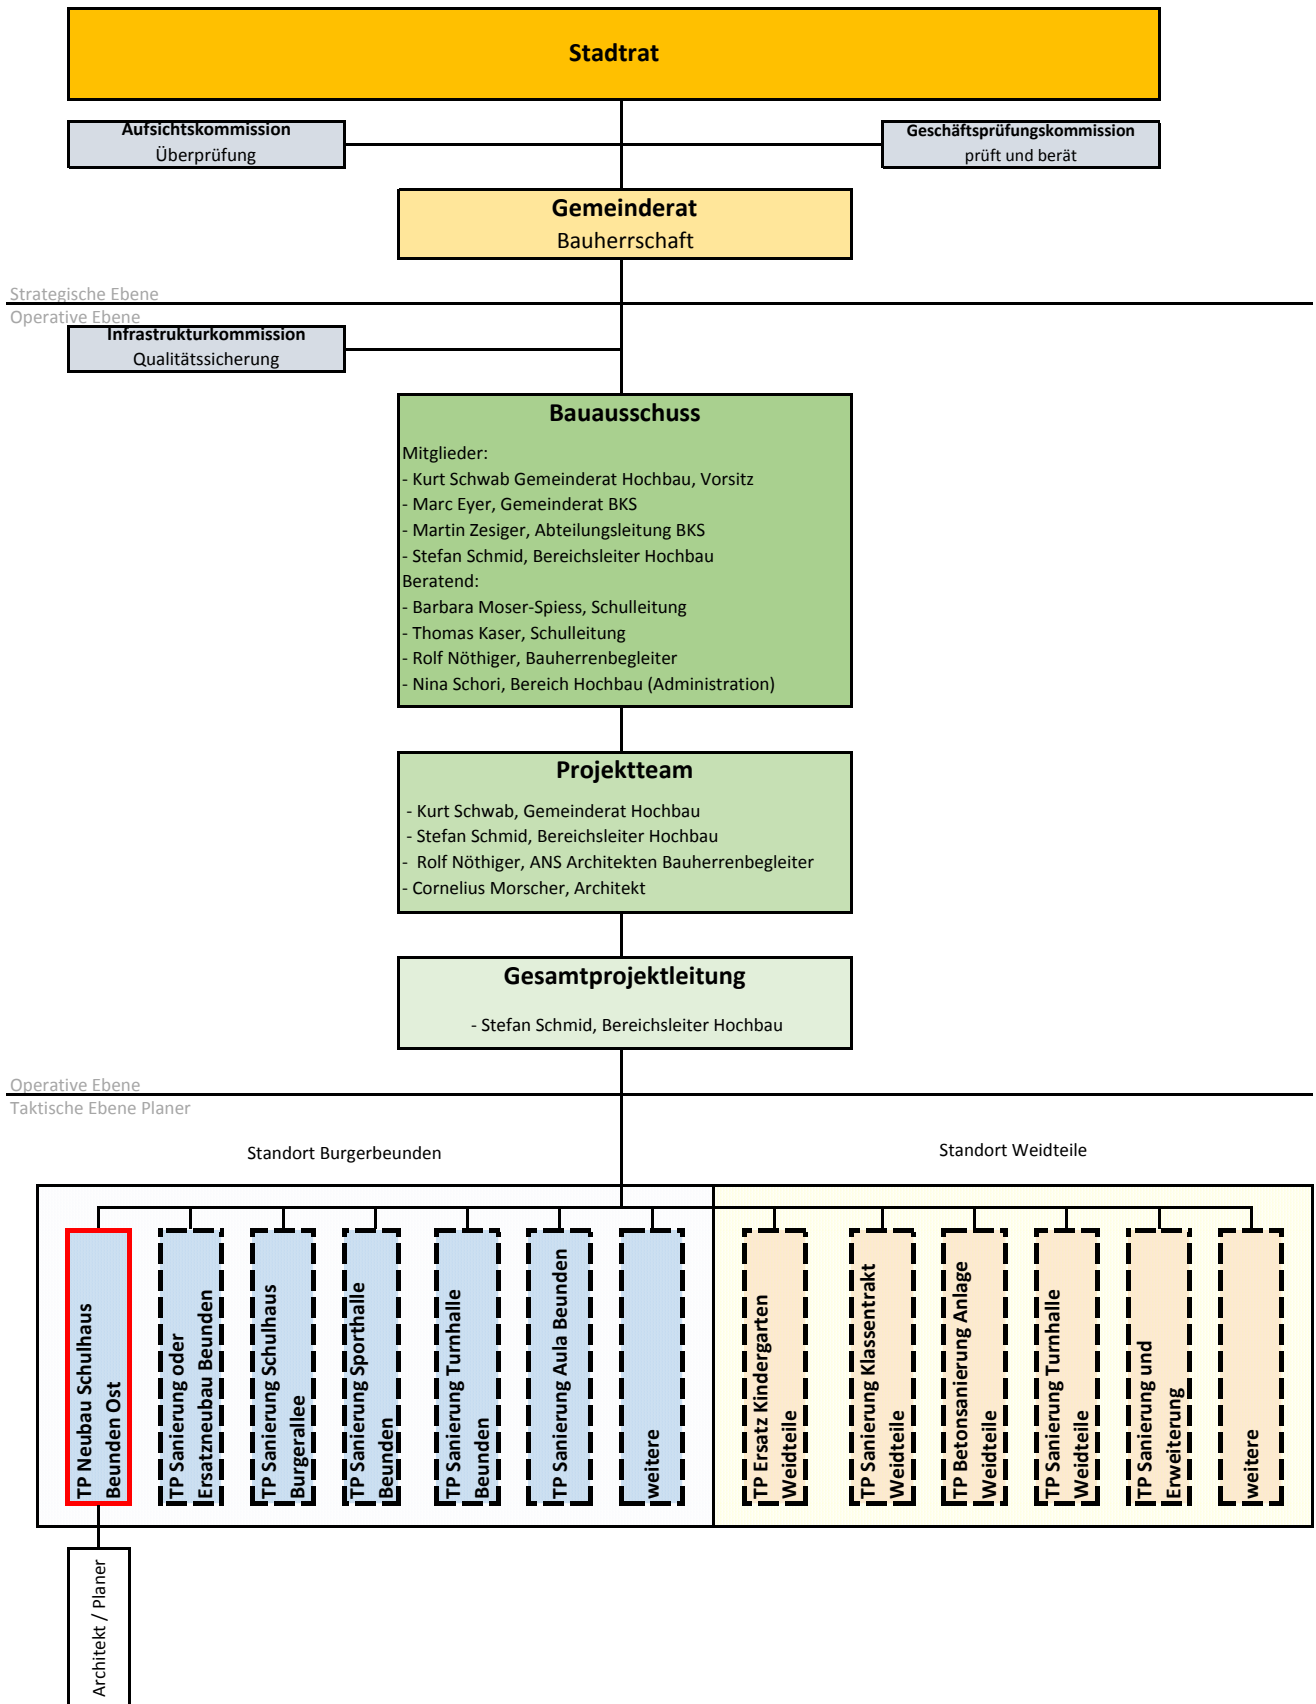 Stadtrat
Aufsichtskommission
Überprüfung
Geschäftsprüfungskommission
prüft und berät
Gemeinderat
Bauherrschaft
Strategische Ebene
Operative Ebene
Infrastrukturkommission
Qualitätssicherung
Bauausschuss
Mitglieder:
- Kurt Schwab Gemeinderat Hochbau, Vorsitz
- Marc Eyer, Gemeinderat BKS
- Martin Zesiger, Abteilungsleitung BKS
- Stefan Schmid, Bereichsleiter Hochbau
Beratend:
- Barbara Moser-Spiess, Schulleitung
- Thomas Kaser, Schulleitung
- Rolf Nöthiger, Bauherrenbegleiter
- Nina Schori, Bereich Hochbau (Administration)
Projektteam
- Kurt Schwab, Gemeinderat Hochbau
- Stefan Schmid, Bereichsleiter Hochbau
- Rolf Nöthiger, ANS Architekten Bauherrenbegleiter
- Cornelius Morscher, Architekt
Gesamtprojektleitung
- Stefan Schmid, Bereichsleiter Hochbau
Operative Ebene
Taktische Ebene Planer
Standort Burgerbeunden
Standort Weidteile
TP Neubau Schulhaus
Beunden Ost
TP Sanierung oder
Ersatzneubau Beunden
TP Sanierung Schulhaus
Burgerallee
TP Sanierung Sporthalle
Beunden
TP Sanierung Turnhalle
Beunden
TP Sanierung Aula Beunden
weitere
TP Ersatz Kindergarten
Weidteile
TP Sanierung Klassentrakt
Weidteile
TP Betonsanierung Anlage
Weidteile
TP Sanierung Turnhalle
Weidteile
TP Sanierung und
Erweiterung
weitere
Architekt / Planer